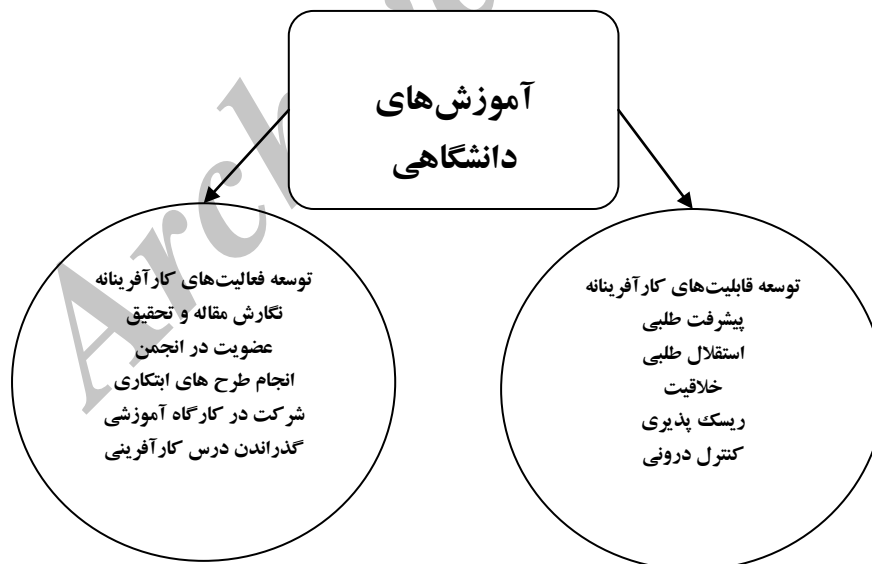 آموزش‌های
دانشگاهی
توسعه قابلیت‌های کارآفرینانه
پیشرفت طلبی
استقلال طلبی
خلاقیت
ریسک پذیری
کنترل درونی
توسعه فعالیت‌های کارآفرینانه
نگارش مقاله و تحقیق
عضویت در انجمن
انجام طرح های ابتکاری
شرکت در کارگاه آموزشی
گذراندن درس کارآفرینی